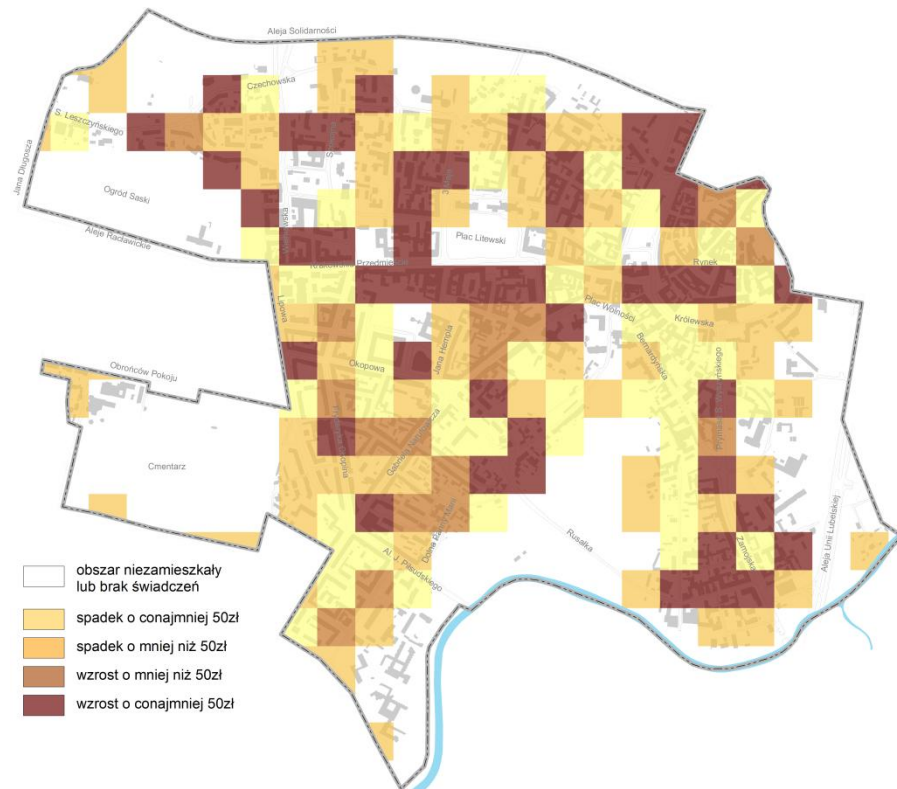 Aleja Solidarności
Czechowska
S. Leszczyńskiego
Jana Długosza
Ogród Saski
Aleje Racławickie
Plac Litewski
Krakowskie Przedmieście
Rynek
Lipowa
Plac Wolności
Królewska
Jana Hempla
Bernardyńska
Okopowa
Obrońców Pokoju
Cmentarz
Rusałka
Al. J. Piłsudskiego
Zamojska
Aleja Unii Lubelskiej
obszar niezamieszkały
lub brak świadczeń
spadek o conajmniej 50zł
spadek o mniej niż 50zł
wzrost o mniej niż 50zł
wzrost o conajmniej 50zł